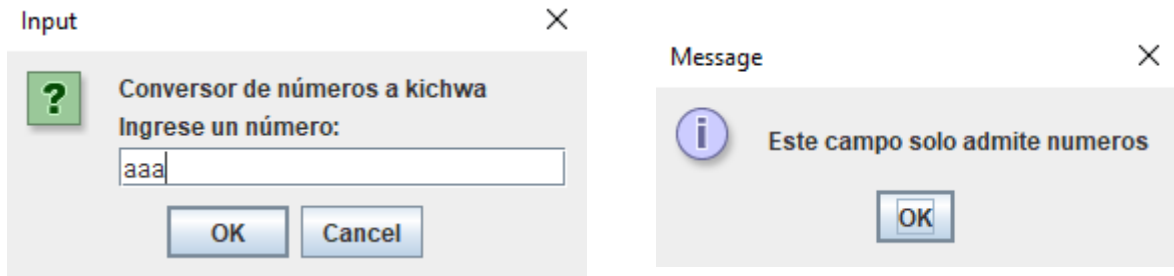 Input
?
Conversor de números a kichwa
Ingrese un número:
aaa
OK
Cancel
Message
i
Este campo solo admite numeros
OK